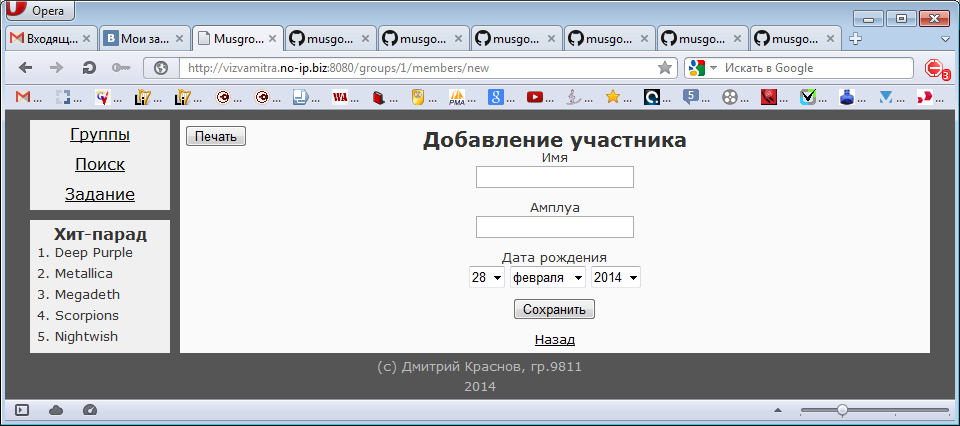 Opera
Входящ...
Мои за...
Musgro...
musgo...
musgo...
musgo...
musgo...
musgo...
musgo...
http://vizvamitra.no-ip.biz:8080/groups/1/members/new
Искать в Google
3
Группы
Поиск
Задание
Хит-парад
1. Deep Purple
2. Metallica
3. Megadeth
4. Scorpions
5. Nightwish
Печать
Добавление участника
Имя
Амплуа
Дата рождения
28 февраля 2014
Сохранить
Назад
(c) Дмитрий Краснов, гр.9811
2014